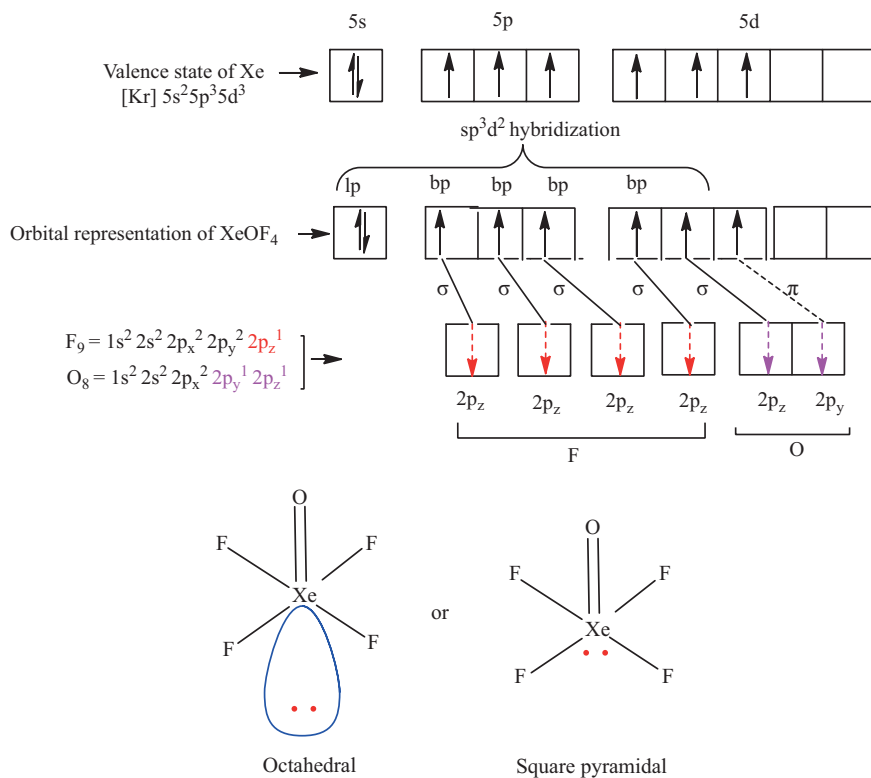 5s 5p 5d
Valence state of Xe
[Kr] 5s²5p³5d³
sp³d² hybridization
lp bp bp bp bp
Orbital representation of XeOF₄
σ σ σ σ σ π
F₉ = 1s² 2s² 2pₓ² 2p_y² 2p_z¹
O₈ = 1s² 2s² 2pₓ² 2p_y¹ 2p_z¹
2p_z 2p_z 2p_z 2p_z 2p_z 2p_y
F O
O
F F
Xe
F F
or
O
F F
Xe
F F
Octahedral Square pyramidal